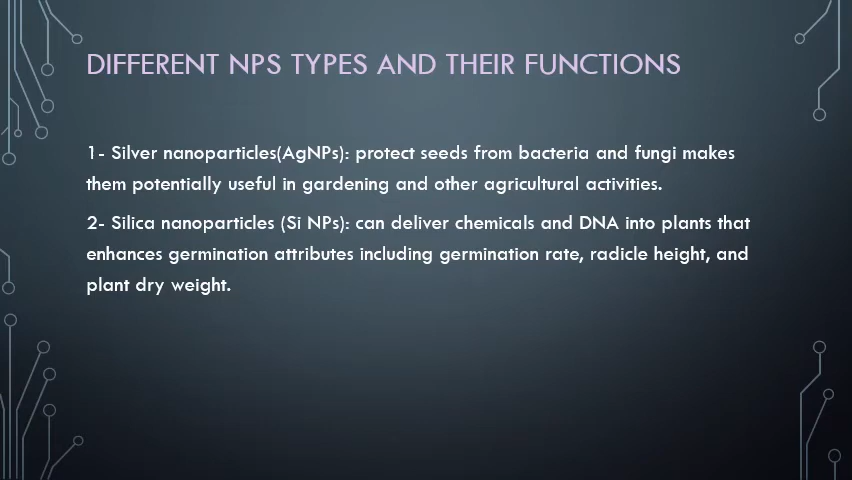 DIFFERENT NPS TYPES AND THEIR FUNCTIONS
1- Silver nanoparticles(AgNPs): protect seeds from bacteria and fungi makes
them potentially useful in gardening and other agricultural activities.
2- Silica nanoparticles (Si NPs): can deliver chemicals and DNA into plants that
enhances germination attributes including germination rate, radicle height, and
plant dry weight.